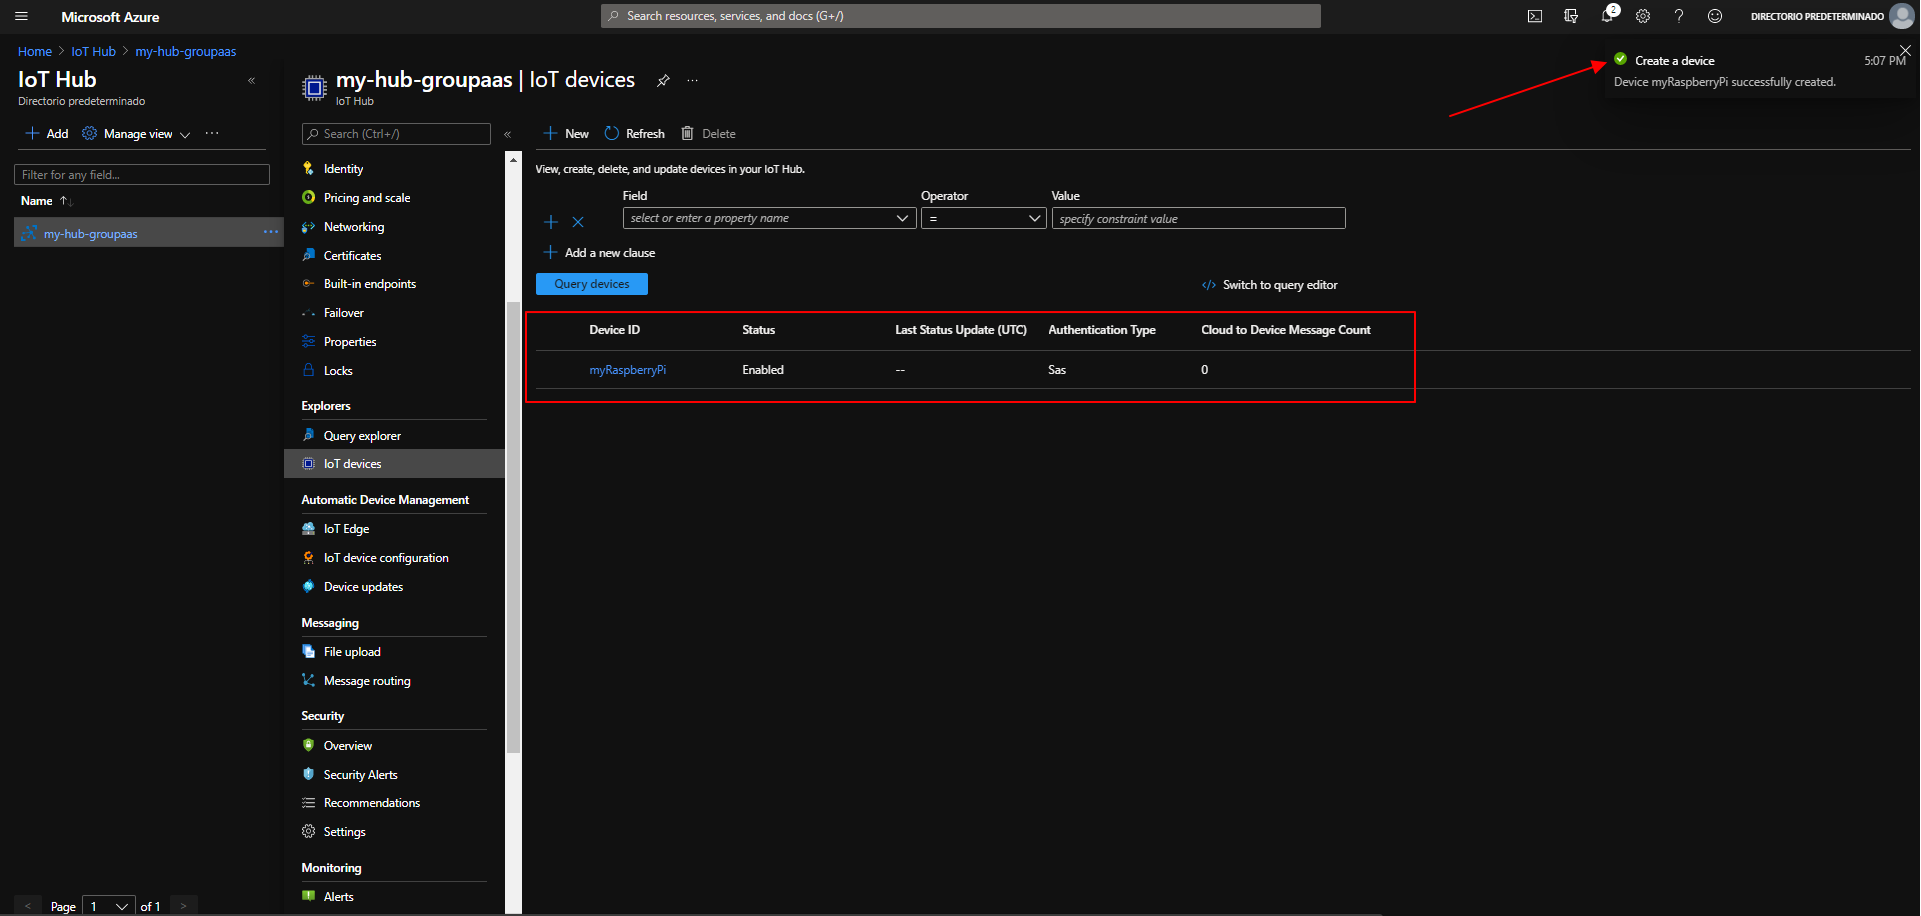 Microsoft Azure
Search resources, services, and docs (G+/)
2
DIRECTORIO PREDETERMINADO
Home > IoT Hub > my-hub-groupaas
IoT Hub
Directorio predeterminado
+ Add Manage view ...
Filter for any field...
Name
my-hub-groupaas ...
< Page 1 of 1 >
my-hub-groupaas | IoT devices ...
IoT Hub
Search (Ctrl+/)
Identity
Pricing and scale
Networking
Certificates
Built-in endpoints
Failover
Properties
Locks
Explorers
Query explorer
IoT devices
Automatic Device Management
IoT Edge
IoT device configuration
Device updates
Messaging
File upload
Message routing
Security
Overview
Security Alerts
Recommendations
Settings
Monitoring
Alerts
+ New Refresh Delete
View, create, delete, and update devices in your IoT Hub.
Field Operator Value
select or enter a property name = specify constraint value
+ Add a new clause
Query devices </> Switch to query editor
Device ID Status Last Status Update (UTC) Authentication Type Cloud to Device Message Count
myRaspberryPi Enabled -- Sas 0
Create a device 5:07 PM
Device myRaspberryPi successfully created.